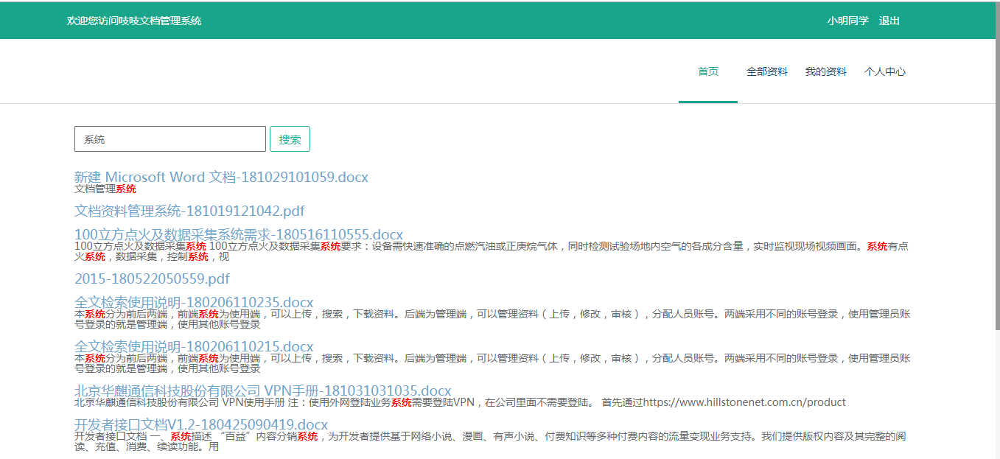 欢迎您访问吱吱文档管理系统
小明同学 退出
首页 全部资料 我的资料 个人中心
系统 搜索
新建 Microsoft Word 文档-181029101059.docx
文档管理系统
文档资料管理系统-181019121042.pdf
100立方点火及数据采集系统需求-180516110555.docx
100立方点火及数据采集系统 100立方点火及数据采集系统要求：设备需快速准确的点燃汽油或正庚烷气体，同时检测试验场地内空气的各成分含量，实时监视现场视频画面。系统有点
火系统，数据采集，控制系统，视
2015-180522050559.pdf
全文检索使用说明-180206110235.docx
本系统分为前后两端，前端系统为使用端，可以上传，搜索，下载资料。后端为管理端，可以管理资料（上传，修改，审核），分配人员账号。两端采用不同的账号登录，使用管理员账
号登录的就是管理端，使用其他账号登录
全文检索使用说明-180206110215.docx
本系统分为前后两端，前端系统为使用端，可以上传，搜索，下载资料。后端为管理端，可以管理资料（上传，修改，审核），分配人员账号。两端采用不同的账号登录，使用管理员账
号登录的就是管理端，使用其他账号登录
北京华麒通信科技股份有限公司 VPN手册-181031031035.docx
北京华麒通信科技股份有限公司 VPN使用手册 注：使用外网登陆业务系统需要登陆VPN，在公司里面不需要登陆。 首先通过https://www.hillstonenet.com.cn/product
开发者接口文档V1.2-180425090419.docx
开发者接口文档 一、系统描述 “百益”内容分销系统，为开发者提供基于网络小说、漫画、有声小说、付费知识等多种付费内容的流量变现业务支持。我们提供版权内容及其完整的阅
读、充值、消费、续读功能。用